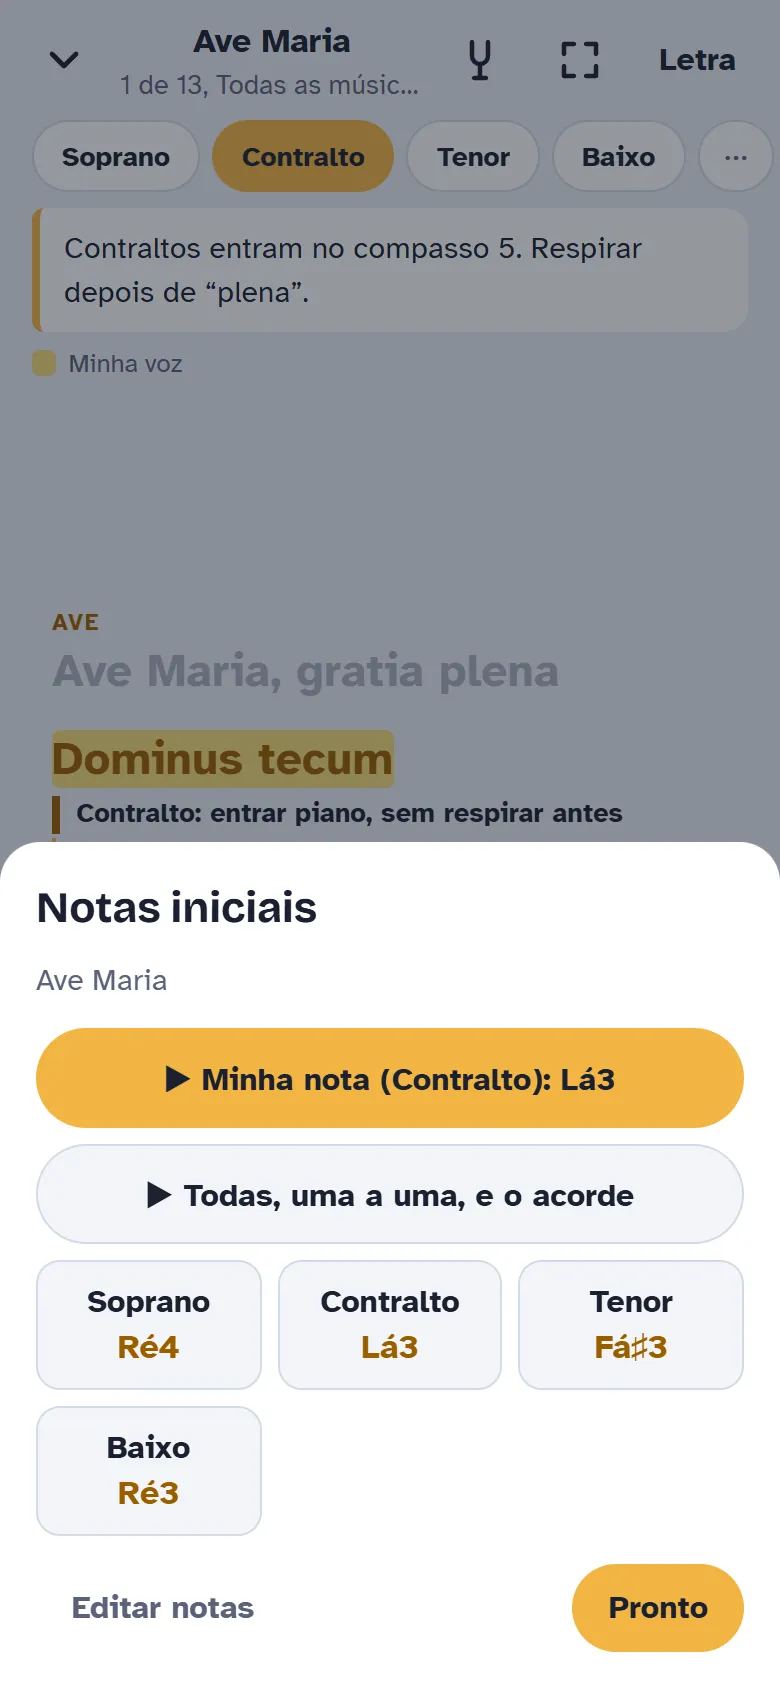 Ave Maria
1 de 13, Todas as músic...
Letra
Soprano
Contralto
Tenor
Baixo
...
Contraltos entram no compasso 5. Respirar
depois de “plena”.
Minha voz
AVE
Ave Maria, gratia plena
Dominus tecum
Contralto: entrar piano, sem respirar antes
Notas iniciais
Ave Maria
▶ Minha nota (Contralto): Lá3
▶ Todas, uma a uma, e o acorde
Soprano
Ré4
Contralto
Lá3
Tenor
Fá♯3
Baixo
Ré3
Editar notas
Pronto